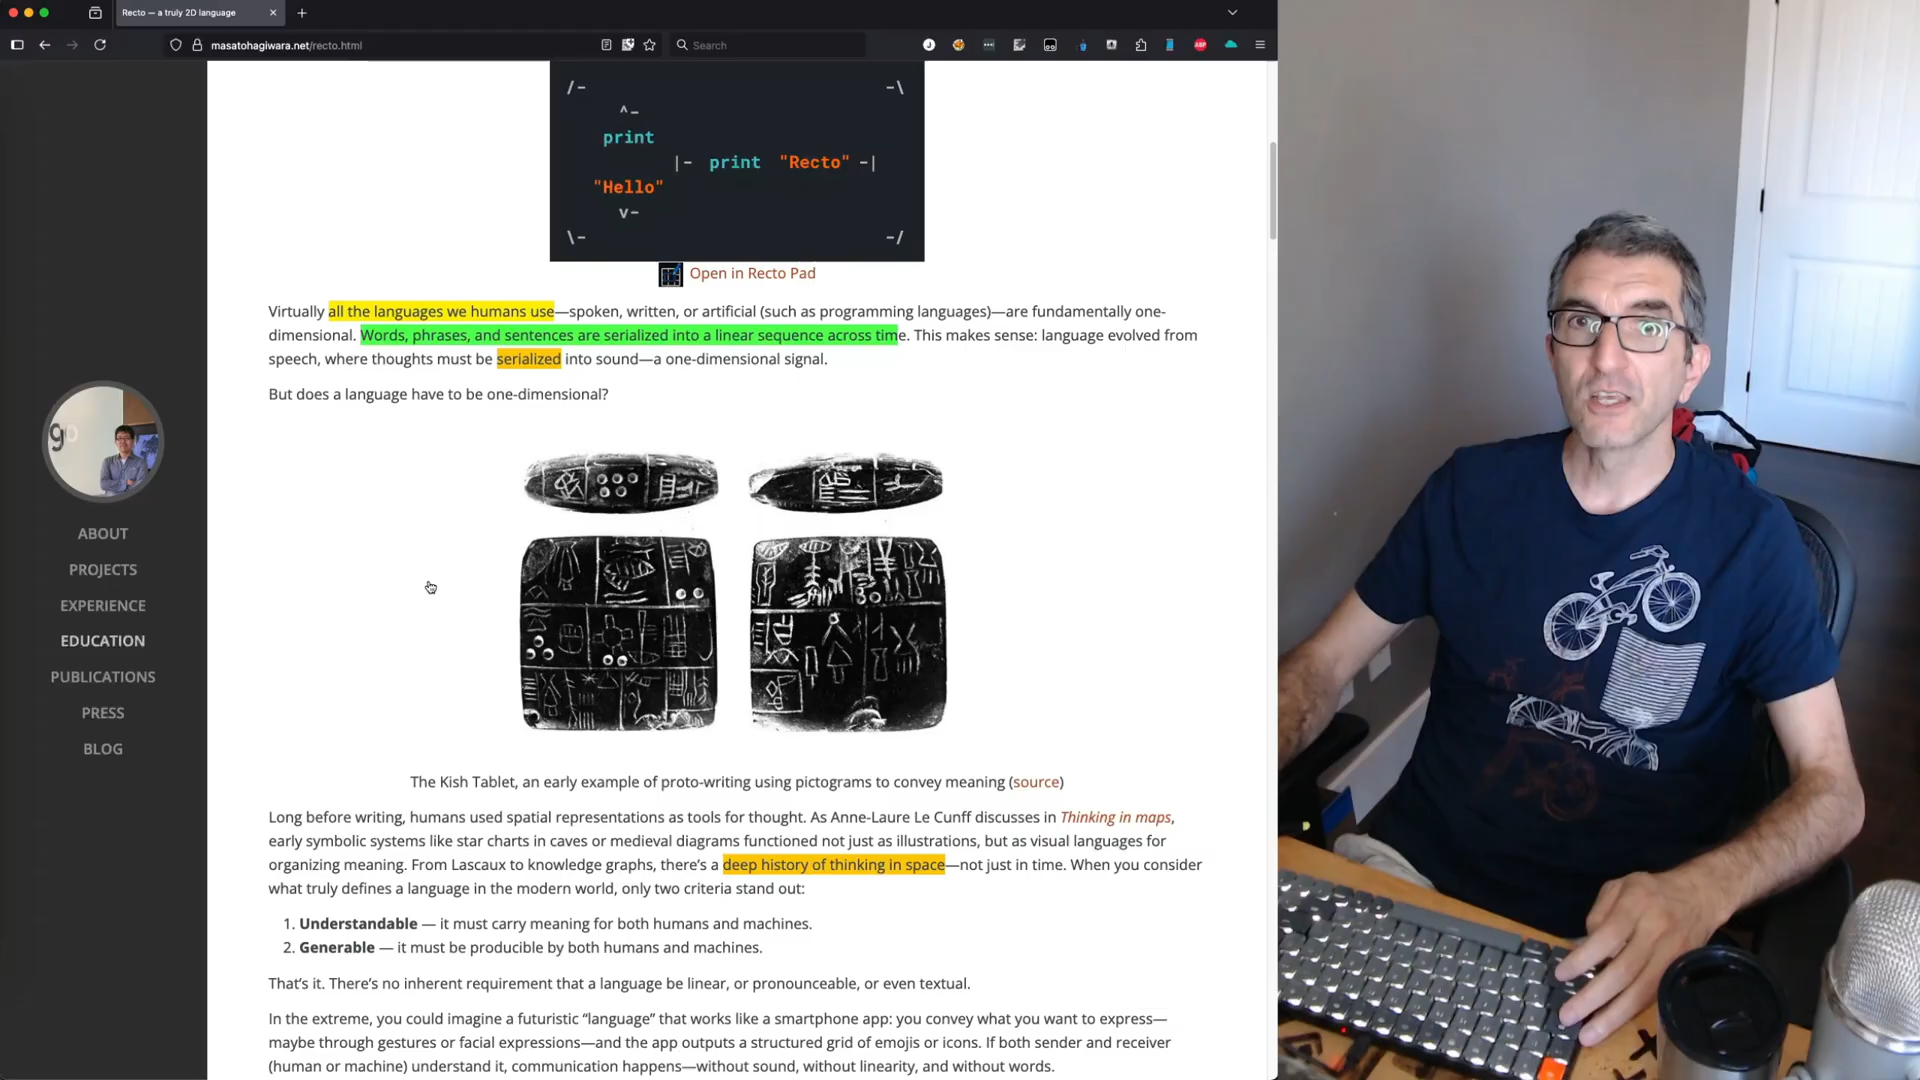 Recto — a truly 2D language
masatohagiwara.net/recto.html
Search
ABP
/-
-\
^-
print
|- print "Recto" -|
"Hello"
v-
\-
-/
Open in Recto Pad
Virtually all the languages we humans use—spoken, written, or artificial (such as programming languages)—are fundamentally one-
dimensional. Words, phrases, and sentences are serialized into a linear sequence across time. This makes sense: language evolved from
speech, where thoughts must be serialized into sound—a one-dimensional signal.
But does a language have to be one-dimensional?
go
ABOUT
PROJECTS
EXPERIENCE
EDUCATION
PUBLICATIONS
PRESS
BLOG
The Kish Tablet, an early example of proto-writing using pictograms to convey meaning (source)
Long before writing, humans used spatial representations as tools for thought. As Anne-Laure Le Cunff discusses in Thinking in maps,
early symbolic systems like star charts in caves or medieval diagrams functioned not just as illustrations, but as visual languages for
organizing meaning. From Lascaux to knowledge graphs, there's a deep history of thinking in space—not just in time. When you consider
what truly defines a language in the modern world, only two criteria stand out:
1. Understandable — it must carry meaning for both humans and machines.
2. Generable — it must be producible by both humans and machines.
That's it. There's no inherent requirement that a language be linear, or pronounceable, or even textual.
In the extreme, you could imagine a futuristic “language” that works like a smartphone app: you convey what you want to express—
maybe through gestures or facial expressions—and the app outputs a structured grid of emojis or icons. If both sender and receiver
(human or machine) understand it, communication happens—without sound, without linearity, and without words.